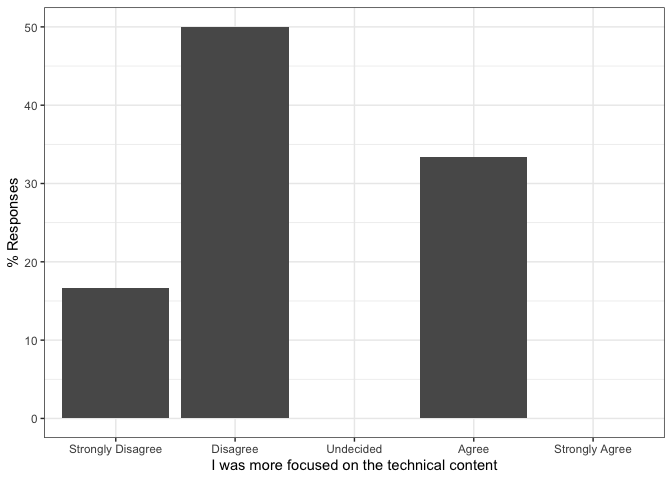 50
40
30
20
10
0
% Responses
Strongly Disagree
Disagree
Undecided
Agree
Strongly Agree
I was more focused on the technical content